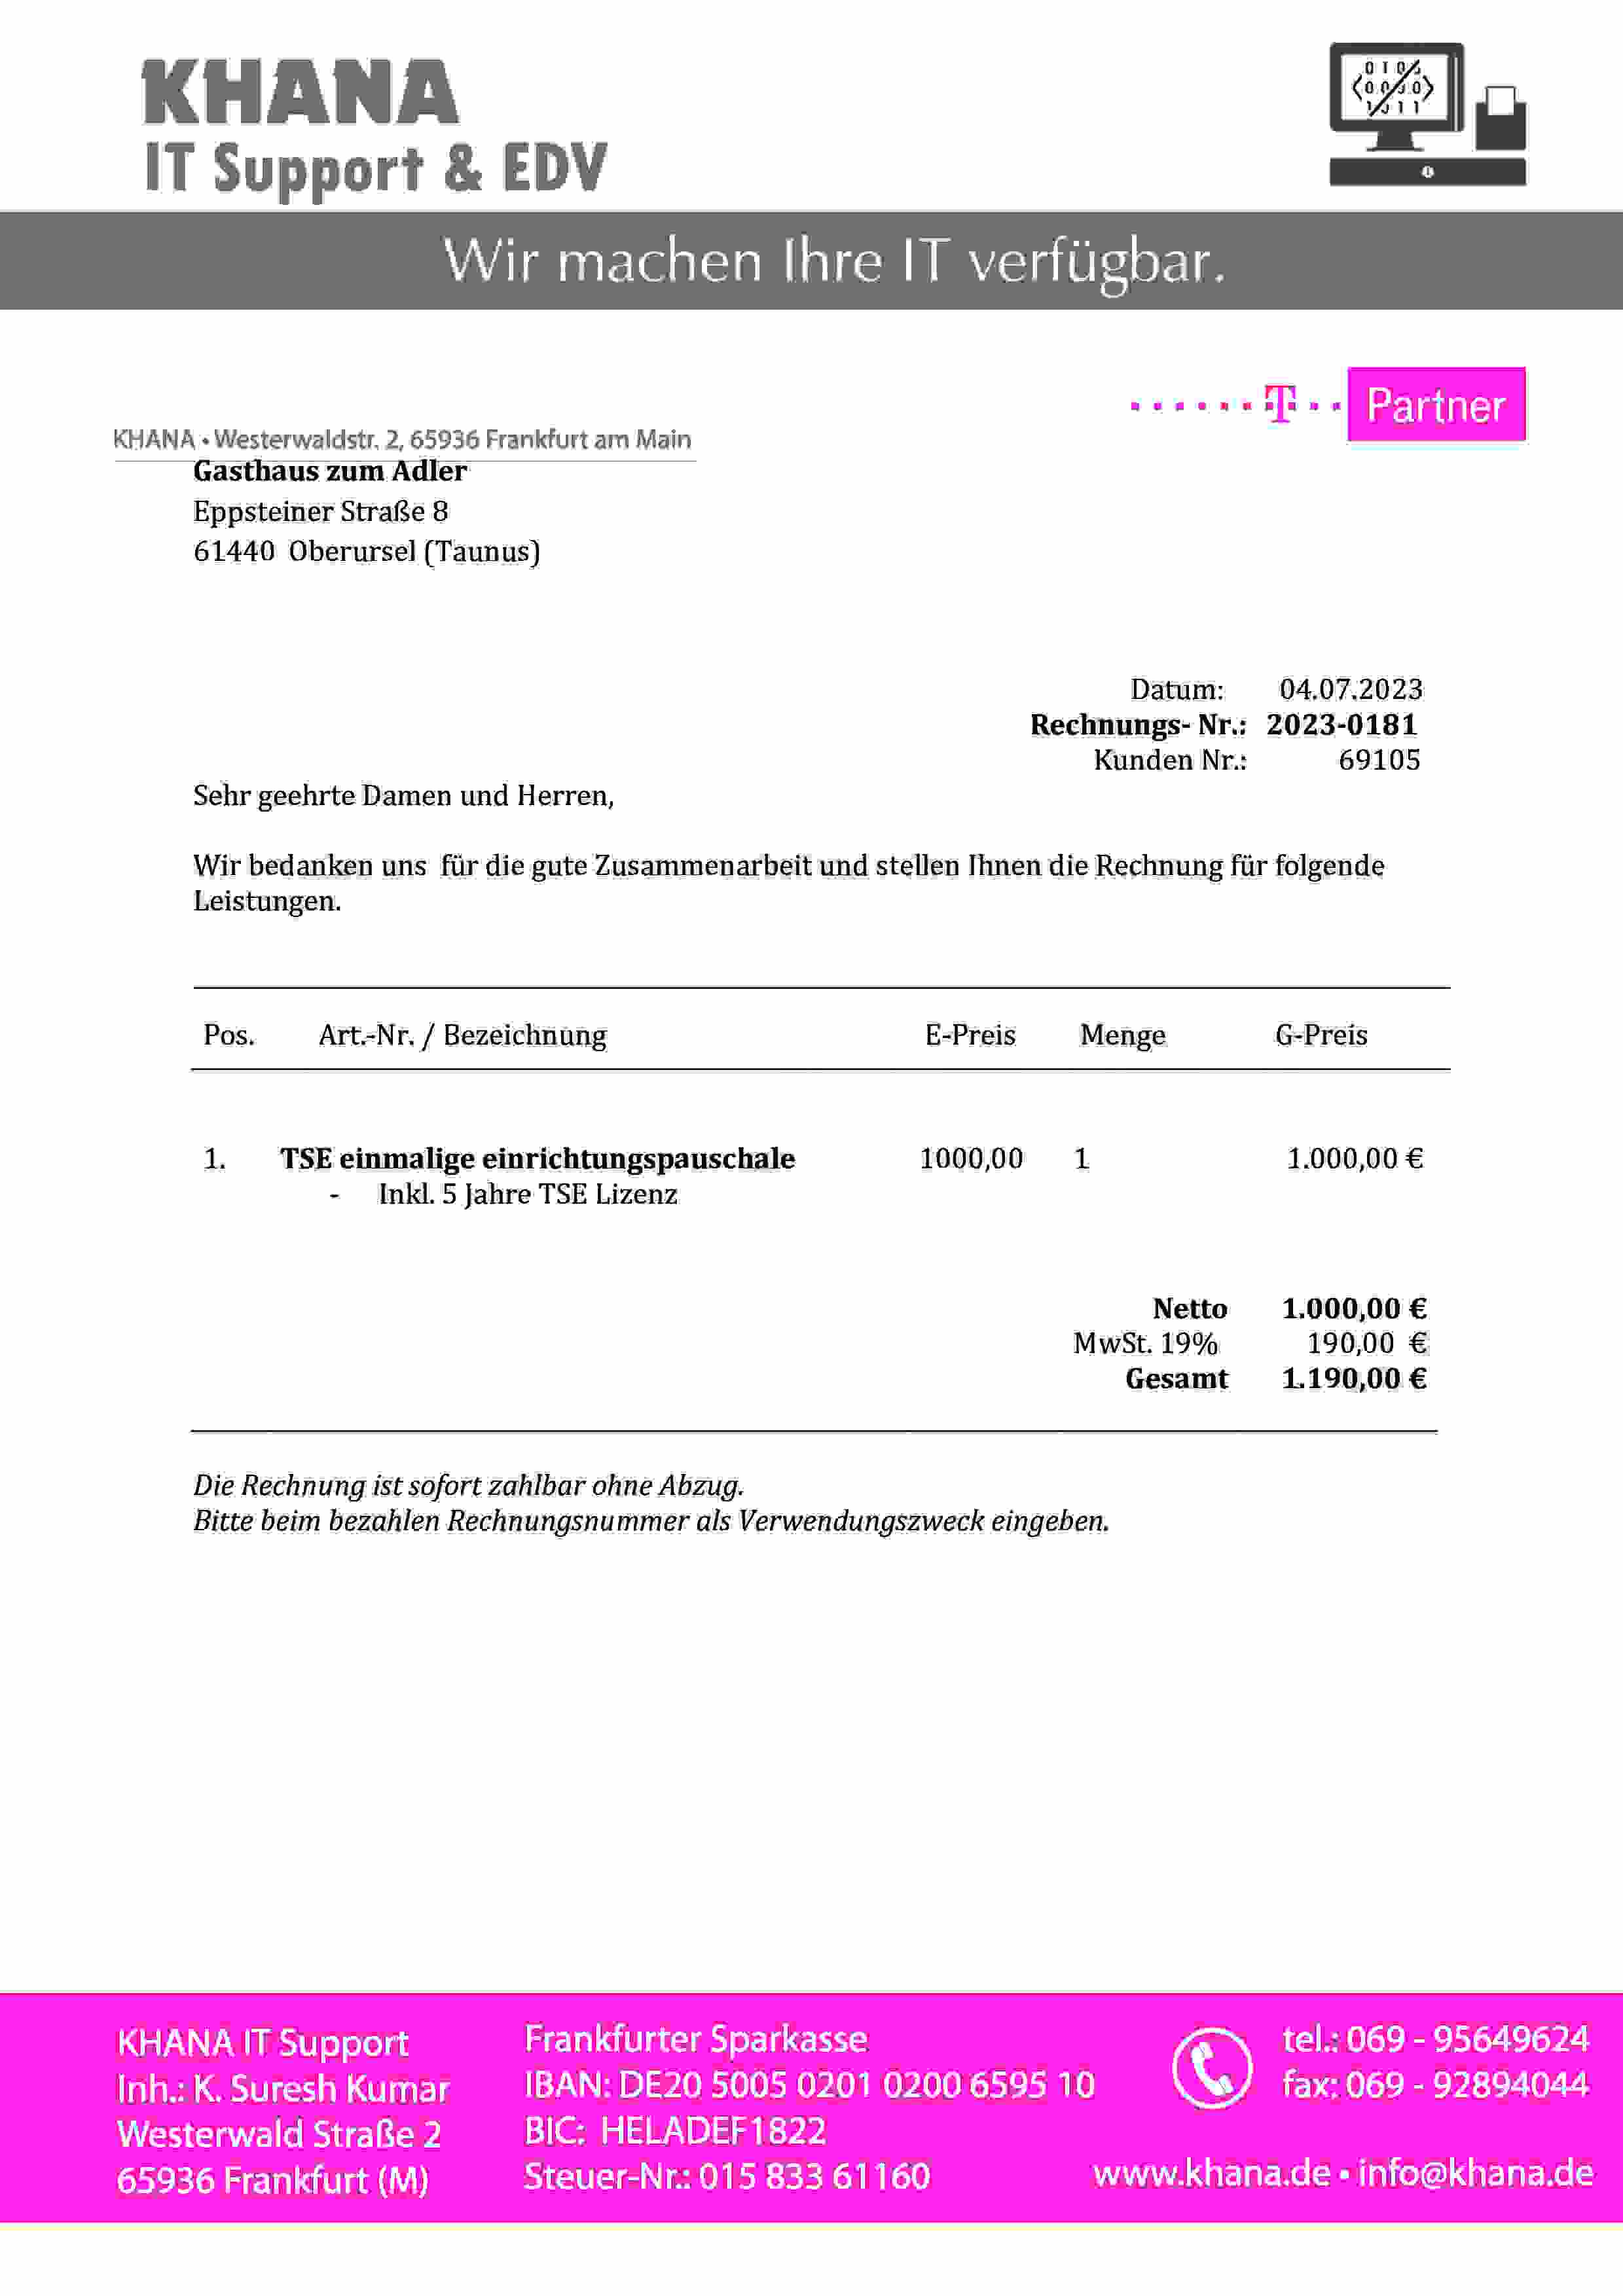 KHANA
IT Support & EDV
Wir machen Ihre IT verfügbar.
T Partner
KHANA • Westerwaldstr. 2, 65936 Frankfurt am Main
Gasthaus zum Adler
Eppsteiner Straße 8
61440 Oberursel (Taunus)
Datum: 04.07.2023
Rechnungs- Nr.: 2023-0181
Kunden Nr.: 69105
Sehr geehrte Damen und Herren,
Wir bedanken uns für die gute Zusammenarbeit und stellen Ihnen die Rechnung für folgende
Leistungen.
Pos. Art.-Nr. / Bezeichnung E-Preis Menge G-Preis
1. TSE einmalige einrichtungspauschale 1000,00 1 1.000,00 €
- Inkl. 5 Jahre TSE Lizenz
Netto 1.000,00 €
MwSt. 19% 190,00 €
Gesamt 1.190,00 €
Die Rechnung ist sofort zahlbar ohne Abzug.
Bitte beim bezahlen Rechnungsnummer als Verwendungszweck eingeben.
KHANA IT Support
Inh.: K. Suresh Kumar
Westerwald Straße 2
65936 Frankfurt (M)
Frankfurter Sparkasse
IBAN: DE20 5005 0201 0200 6595 10
BIC: HELADEF1822
Steuer-Nr.: 015 833 61160
tel.: 069 - 95649624
fax: 069 - 92894044
www.khana.de • info@khana.de